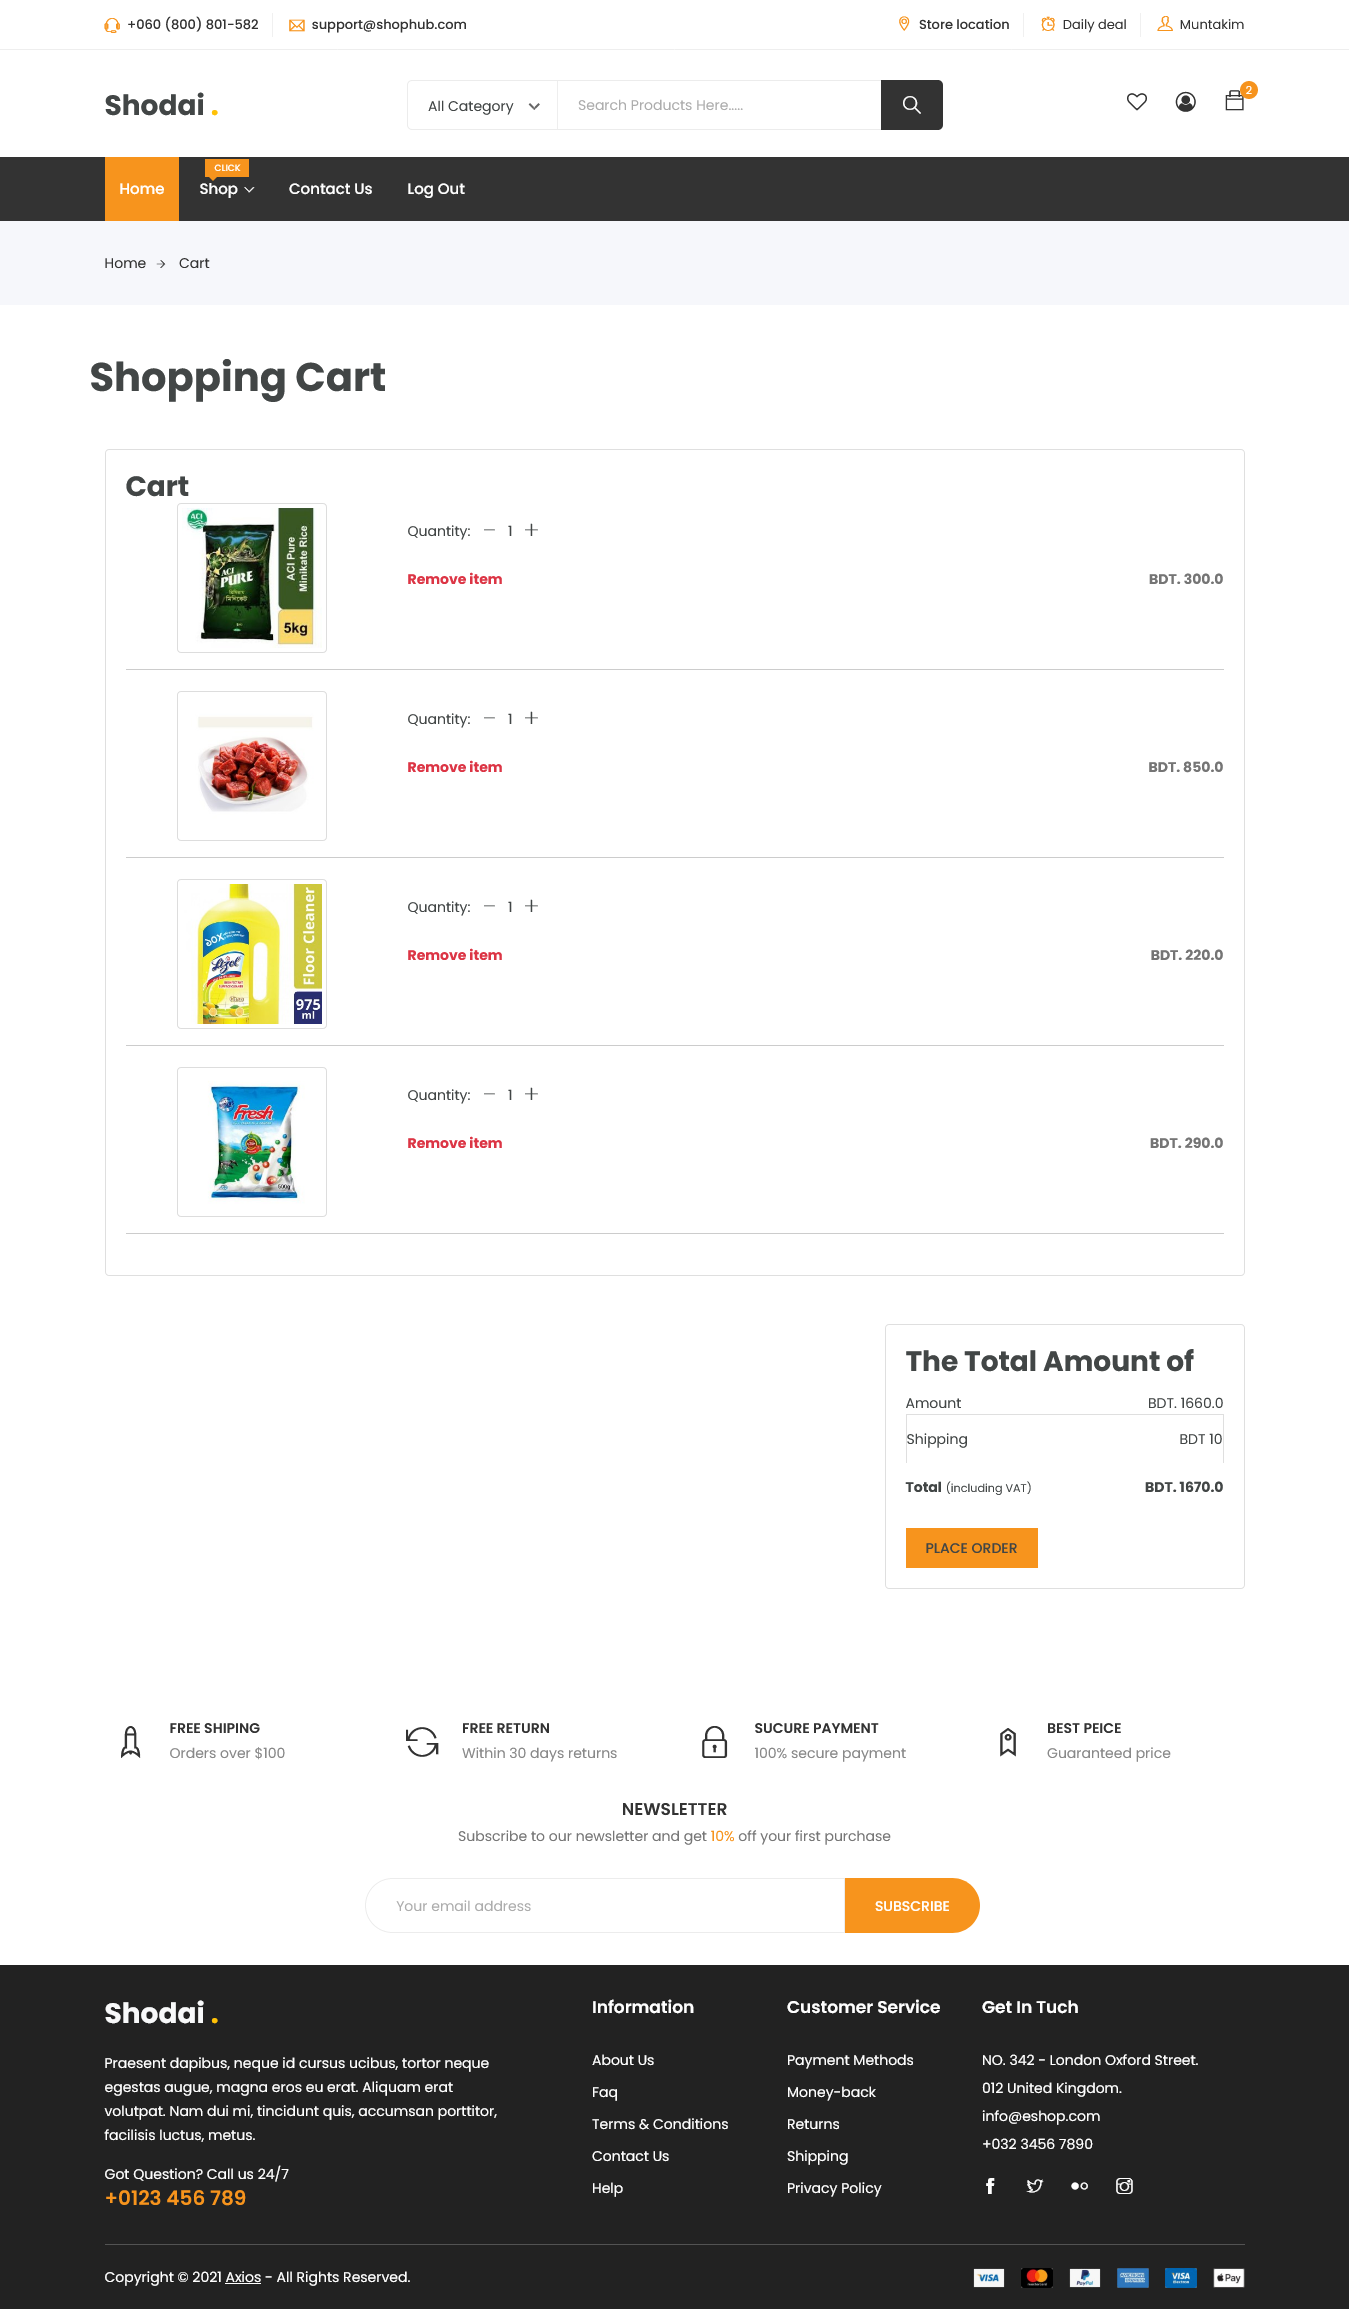 +060 (800) 801-582
support@shophub.com
Store location
Daily deal
Muntakim
Shodai .
All Category
Search Products Here.....
2
CLICK
Home
Shop
Contact Us
Log Out
Home
Cart
Shopping Cart
Cart
ACI
ACI
PURE
মিনিকেট
ACI Pure
Minikate Rice
5kg
Quantity:
1
Remove item
BDT. 300.0
Quantity:
1
Remove item
BDT. 850.0
Lizol
Floor Cleaner
975
ml
Quantity:
1
Remove item
BDT. 220.0
Fresh
Quantity:
1
Remove item
BDT. 290.0
The Total Amount of
Amount
BDT. 1660.0
Shipping
BDT 10
Total (including VAT)
BDT. 1670.0
PLACE ORDER
FREE SHIPING
Orders over $100
FREE RETURN
Within 30 days returns
SUCURE PAYMENT
100% secure payment
BEST PEICE
Guaranteed price
NEWSLETTER
Subscribe to our newsletter and get 10% off your first purchase
Your email address
SUBSCRIBE
Shodai .
Praesent dapibus, neque id cursus ucibus, tortor neque
egestas augue, magna eros eu erat. Aliquam erat
volutpat. Nam dui mi, tincidunt quis, accumsan porttitor,
facilisis luctus, metus.
Got Question? Call us 24/7
+0123 456 789
Information
About Us
Faq
Terms & Conditions
Contact Us
Help
Customer Service
Payment Methods
Money-back
Returns
Shipping
Privacy Policy
Get In Tuch
NO. 342 - London Oxford Street.
012 United Kingdom.
info@eshop.com
+032 3456 7890
Copyright © 2021 Axios - All Rights Reserved.
VISA
PayPal
VISA
Pay